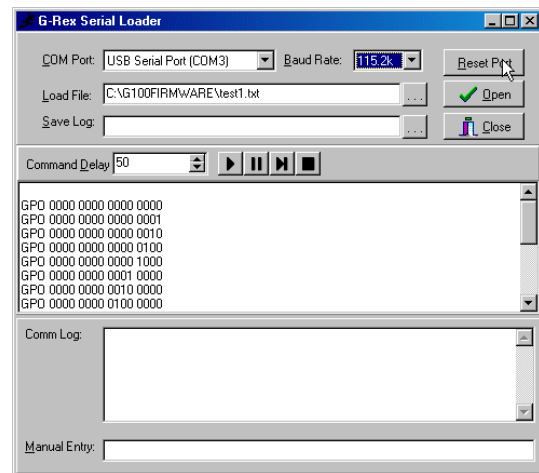 G-Rex Serial Loader
COM Port: USB Serial Port (COM3) Baud Rate: 115.2k Reset Port
Load File: C:\G100FIRMWARE\test1.txt ... Open
Save Log: ... Close
Command Delay 50
GPO 0000 0000 0000 0000
GPO 0000 0000 0000 0001
GPO 0000 0000 0000 0010
GPO 0000 0000 0000 0100
GPO 0000 0000 0000 1000
GPO 0000 0000 0001 0000
GPO 0000 0000 0010 0000
GPO 0000 0000 0100 0000
Comm Log:
Manual Entry: